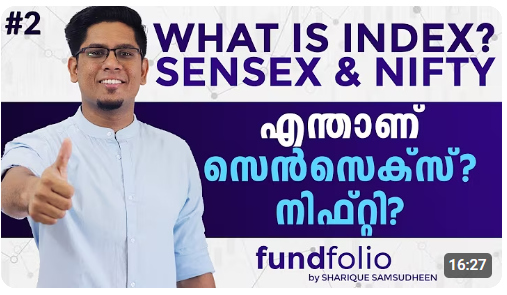 #2
WHAT IS INDEX?
SENSEX & NIFTY
എന്താണ്
സെൻസെക്സ്?
നിഫ്റ്റി?
fundfolio
by SHARIQUE SAMSUDHEEN
16:27